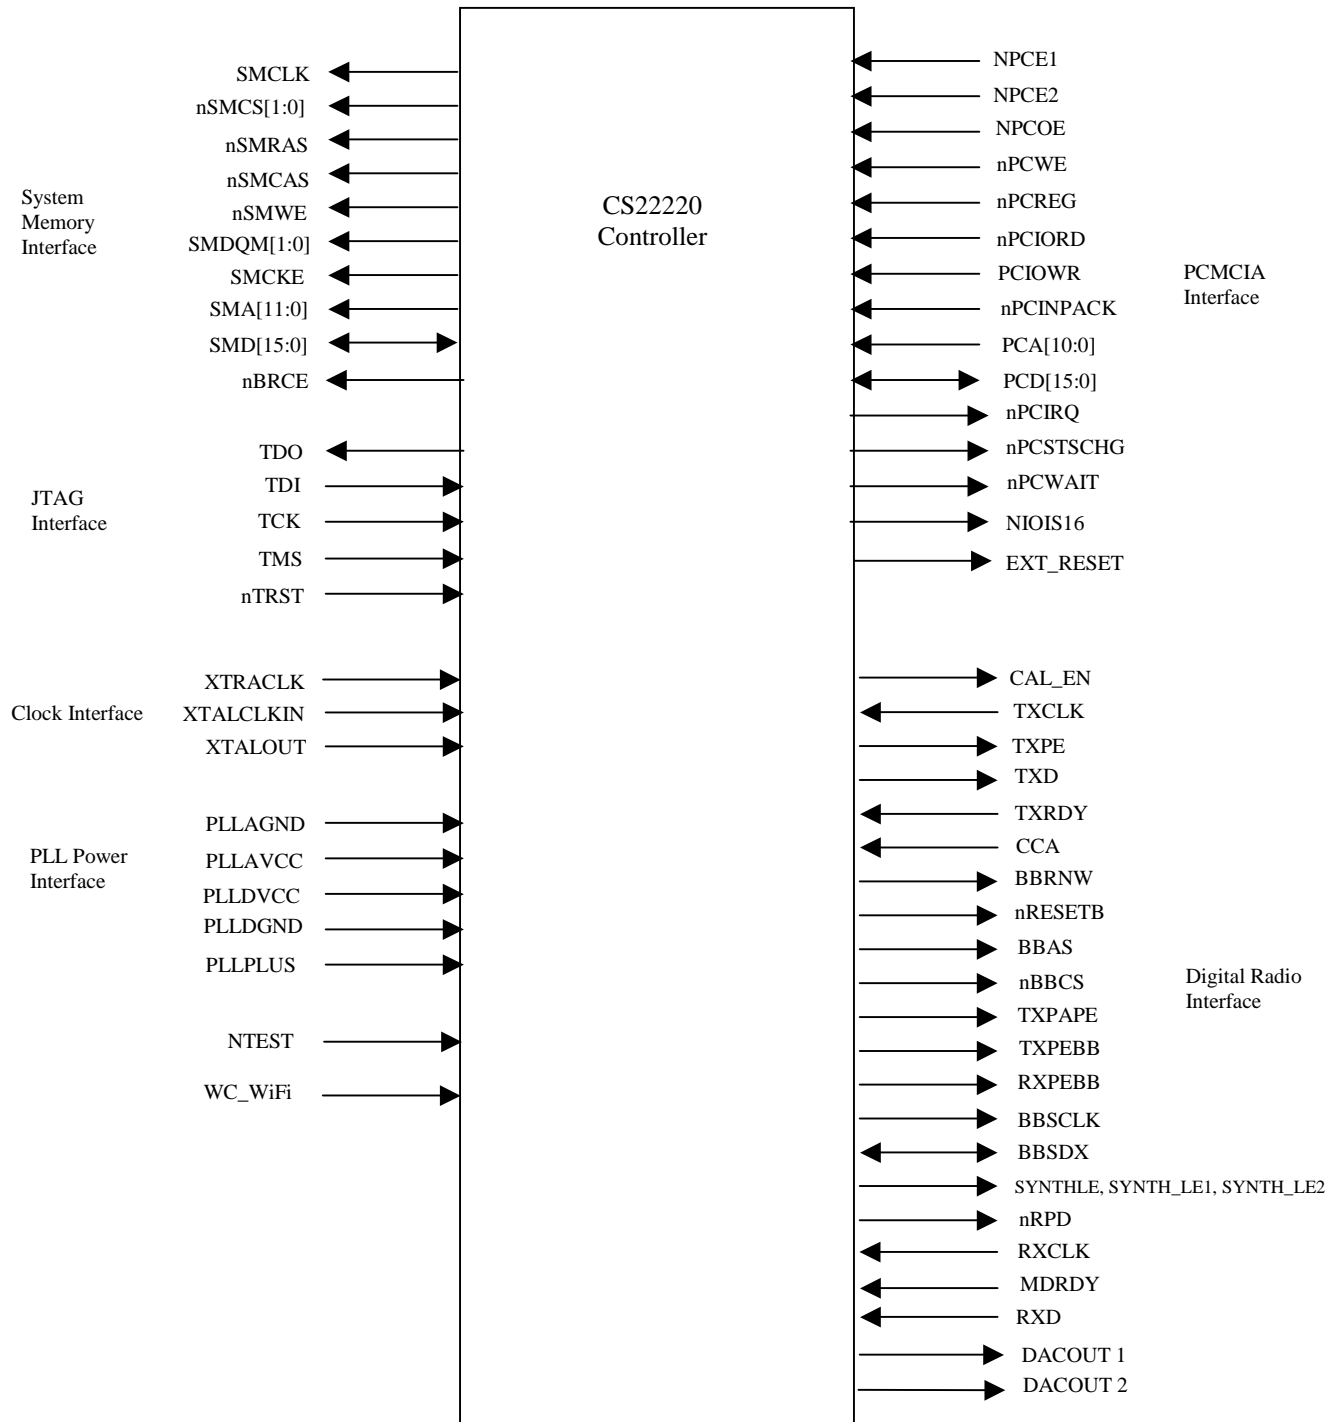 CS22220
Controller
System
Memory
Interface
SMCLK
nSMCS[1:0]
nSMRAS
nSMCAS
nSMWE
SMDQM[1:0]
SMCKE
SMA[11:0]
SMD[15:0]
nBRCE
JTAG
Interface
TDO
TDI
TCK
TMS
nTRST
Clock Interface
XTRACLK
XTALCLKIN
XTALOUT
PLL Power
Interface
PLLAGND
PLLAVCC
PLLDVCC
PLLDGND
PLLPLUS
NTEST
WC_WiFi
NPCE1
NPCE2
NPCOE
nPCWE
nPCREG
nPCIORD
PCIOWR
nPCINPACK
PCA[10:0]
PCD[15:0]
nPCIRQ
nPCSTSCHG
nPCWAIT
NIOIS16
EXT_RESET
PCMCIA
Interface
CAL_EN
TXCLK
TXPE
TXD
TXRDY
CCA
BBRNW
nRESETB
BBAS
nBBCS
TXPAPE
TXPEBB
RXPEBB
BBSCLK
BBSDX
SYNTHLE, SYNTH_LE1, SYNTH_LE2
nRPD
RXCLK
MDRDY
RXD
DACOUT 1
DACOUT 2
Digital Radio
Interface